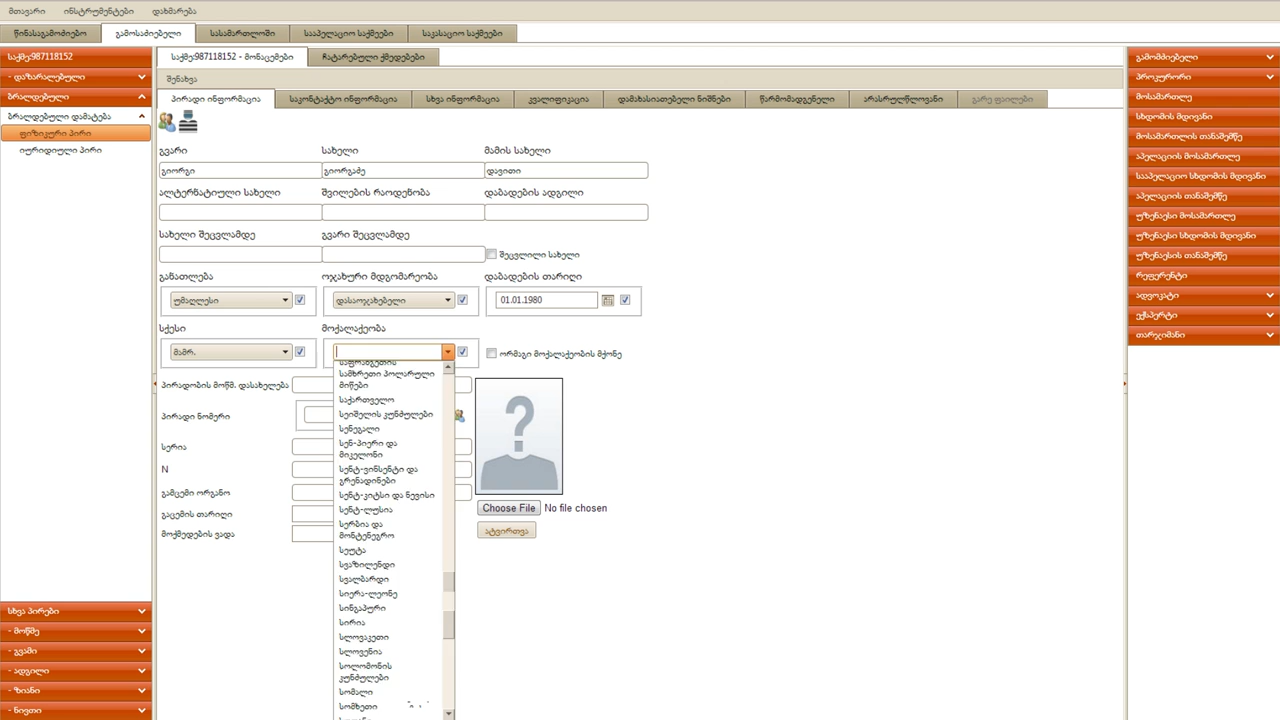 მთავარი ინსტრუმენტები დახმარება
წინასაგამოძიებო გამოსაძიებელი სასამართლოში სააპელაციო საქმეები საკასაციო საქმეები
საქმე:987118152
- დაზარალებული
ბრალდებული
ბრალდებული დამატება
ფიზიკური პირი
იურიდიული პირი
სხვა პირები
- მოწმე
- გვამი
- ადგილი
- ზიანი
- ნივთი
საქმე:987118152 - მონაცემები ჩატარებული ქმედებები
შენახვა
პირადი ინფორმაცია საკონტაქტო ინფორმაცია სხვა ინფორმაცია კვალიფიკაცია დამახასიათებელი ნიშნები წარმომადგენელი არასრულწლოვანი გარე ფაილები
გვარი სახელი მამის სახელი
გიორგი გიორგაძე დავითი
ალტერნატიული სახელი შვილების რაოდენობა დაბადების ადგილი
სახელი შეცვლამდე გვარი შეცვლამდე
შეცვლილი სახელი
განათლება ოჯახური მდგომარეობა დაბადების თარიღი
უმაღლესი დასაოჯახებელი 01.01.1980
სქესი მოქალაქეობა
მამრ. ორმაგი მოქალაქეობის მქონე
პირადობის მოწმ. დასახელება
პირადი ნომერი
სერია
N
გამცემი ორგანო
გაცემის თარიღი
მოქმედების ვადა
საფრანგეთის
სამხრეთი პოლარული
მიწები
საქართველო
სეიშელის კუნძულები
სენეგალი
სენ-პიერი და
მიკელონი
სენტ-ვინსენტი და
გრენადინები
სენტ-კიტსი და ნევისი
სენტ-ლუსია
სერბია და
მონტენეგრო
სეუტა
სვაზილენდი
სვალბარდი
სიერა-ლეონე
სინგაპური
სირია
სლოვაკეთი
სლოვენია
სოლომონის
კუნძულები
სომალი
სომხეთი
Choose File No file chosen
ატვირთვა
გამომძიებელი
პროკურორი
მოსამართლე
სხდომის მდივანი
მოსამართლის თანაშემწე
აპელაციის მოსამართლე
სააპელაციო სხდომის მდივანი
აპელაციის თანაშემწე
უზენაესი მოსამართლე
უზენაესი სხდომის მდივანი
უზენაესის თანაშემწე
რეფერენტი
ადვოკატი
ექსპერტი
თარჯიმანი